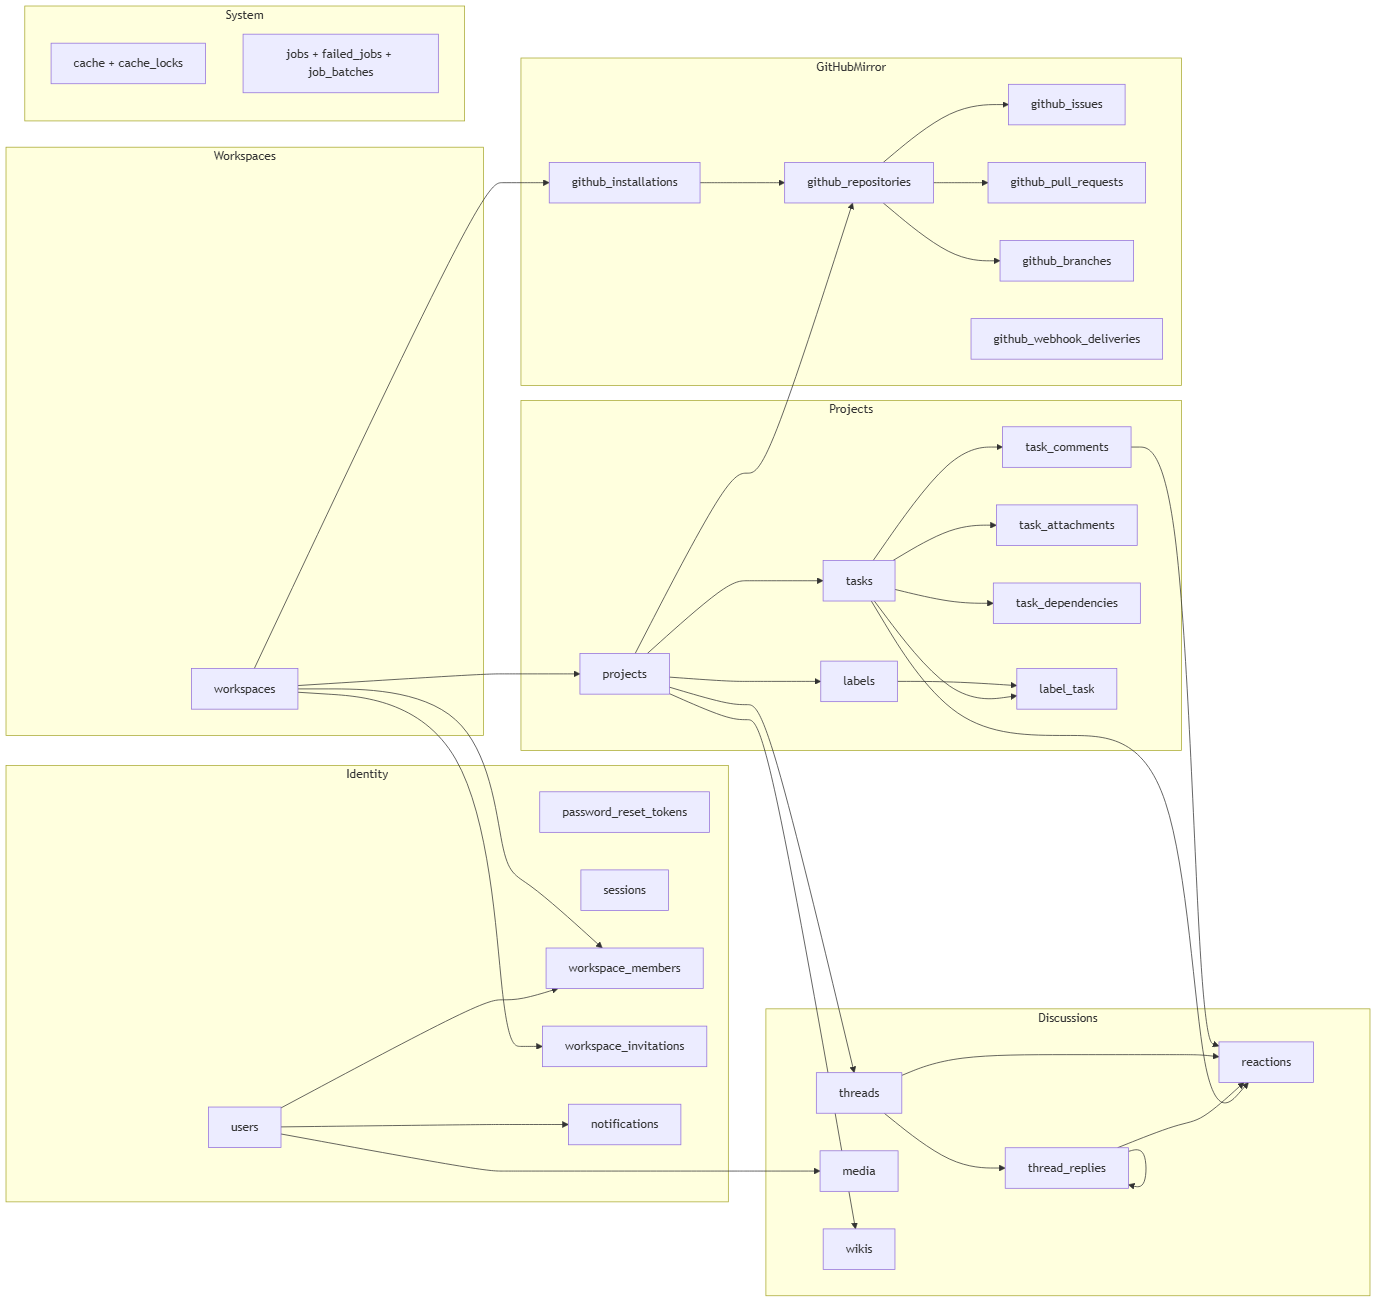 System
cache + cache_locks
jobs + failed_jobs +
job_batches
GitHubMirror
github_issues
github_installations
github_repositories
github_pull_requests
github_branches
github_webhook_deliveries
Workspaces
workspaces
Projects
task_comments
task_attachments
tasks
task_dependencies
projects
labels
label_task
Identity
password_reset_tokens
sessions
workspace_members
workspace_invitations
users
notifications
Discussions
reactions
threads
thread_replies
media
wikis